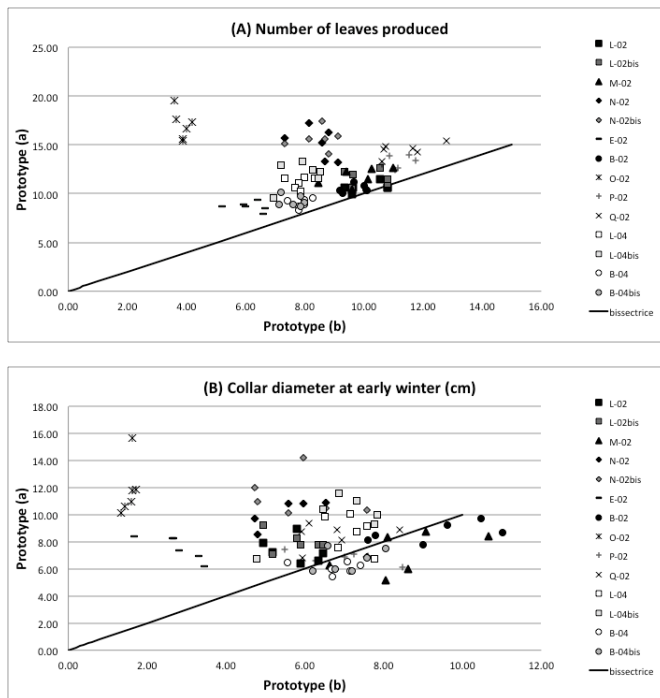 (A) Number of leaves produced
Prototype (a)
25.00
20.00
15.00
10.00
5.00
0.00
0.00 2.00 4.00 6.00 8.00 10.00 12.00 14.00 16.00
Prototype (b)
L-02
L-02bis
M-02
N-02
N-02bis
E-02
B-02
O-02
P-02
Q-02
L-04
L-04bis
B-04
B-04bis
bissectrice
(B) Collar diameter at early winter (cm)
Prototype (a)
18.00
16.00
14.00
12.00
10.00
8.00
6.00
4.00
2.00
0.00
0.00 2.00 4.00 6.00 8.00 10.00 12.00
Prototype (b)
L-02
L-02bis
M-02
N-02
N-02bis
E-02
B-02
O-02
P-02
Q-02
L-04
L-04bis
B-04
B-04bis
bissectrice